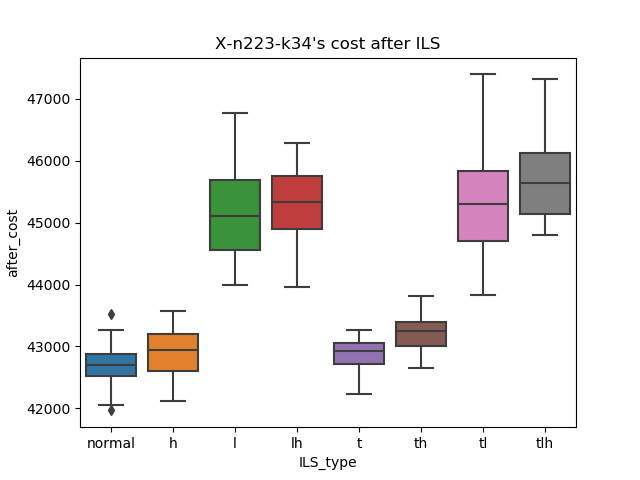 X-n223-k34's cost after ILS
after_cost
47000
46000
45000
44000
43000
42000
normal h l lh t th tl tlh
ILS_type